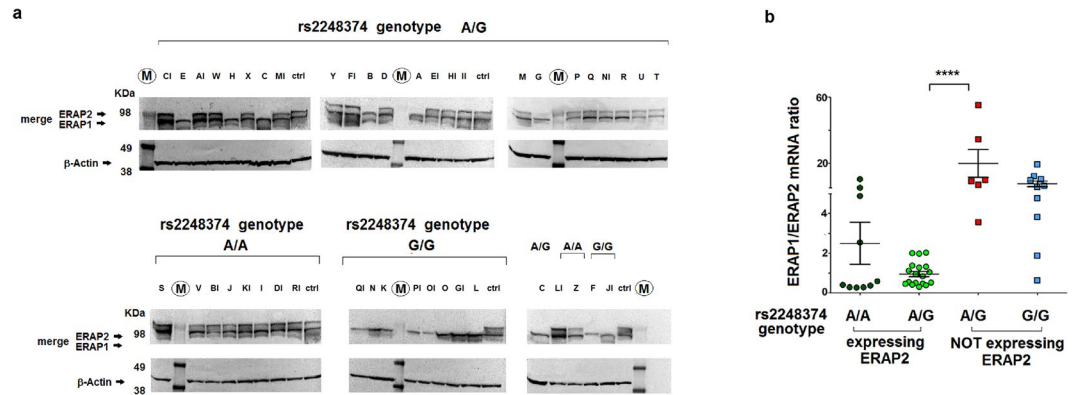 a
rs2248374 genotype A/G
M CI E AI W H X C MI ctrl Y FI B D M A EI HI II ctrl M G M P Q NI R U T
KDa
ERAP2 98
merge ERAP1
49
β-Actin
38
rs2248374 genotype
A/A
rs2248374 genotype
G/G
A/G A/A G/G
S M V BI J KI I DI RI ctrl QI N K M PI OI O GI L ctrl C LI Z F JI ctrl M
KDa
ERAP2 98
merge ERAP1
49
β-Actin
38
b
****
60
20
4
2
0
ERAP1/ERAP2 mRNA ratio
rs2248374 A/A A/G A/G G/G
genotype
expressing
ERAP2
NOT expressing
ERAP2